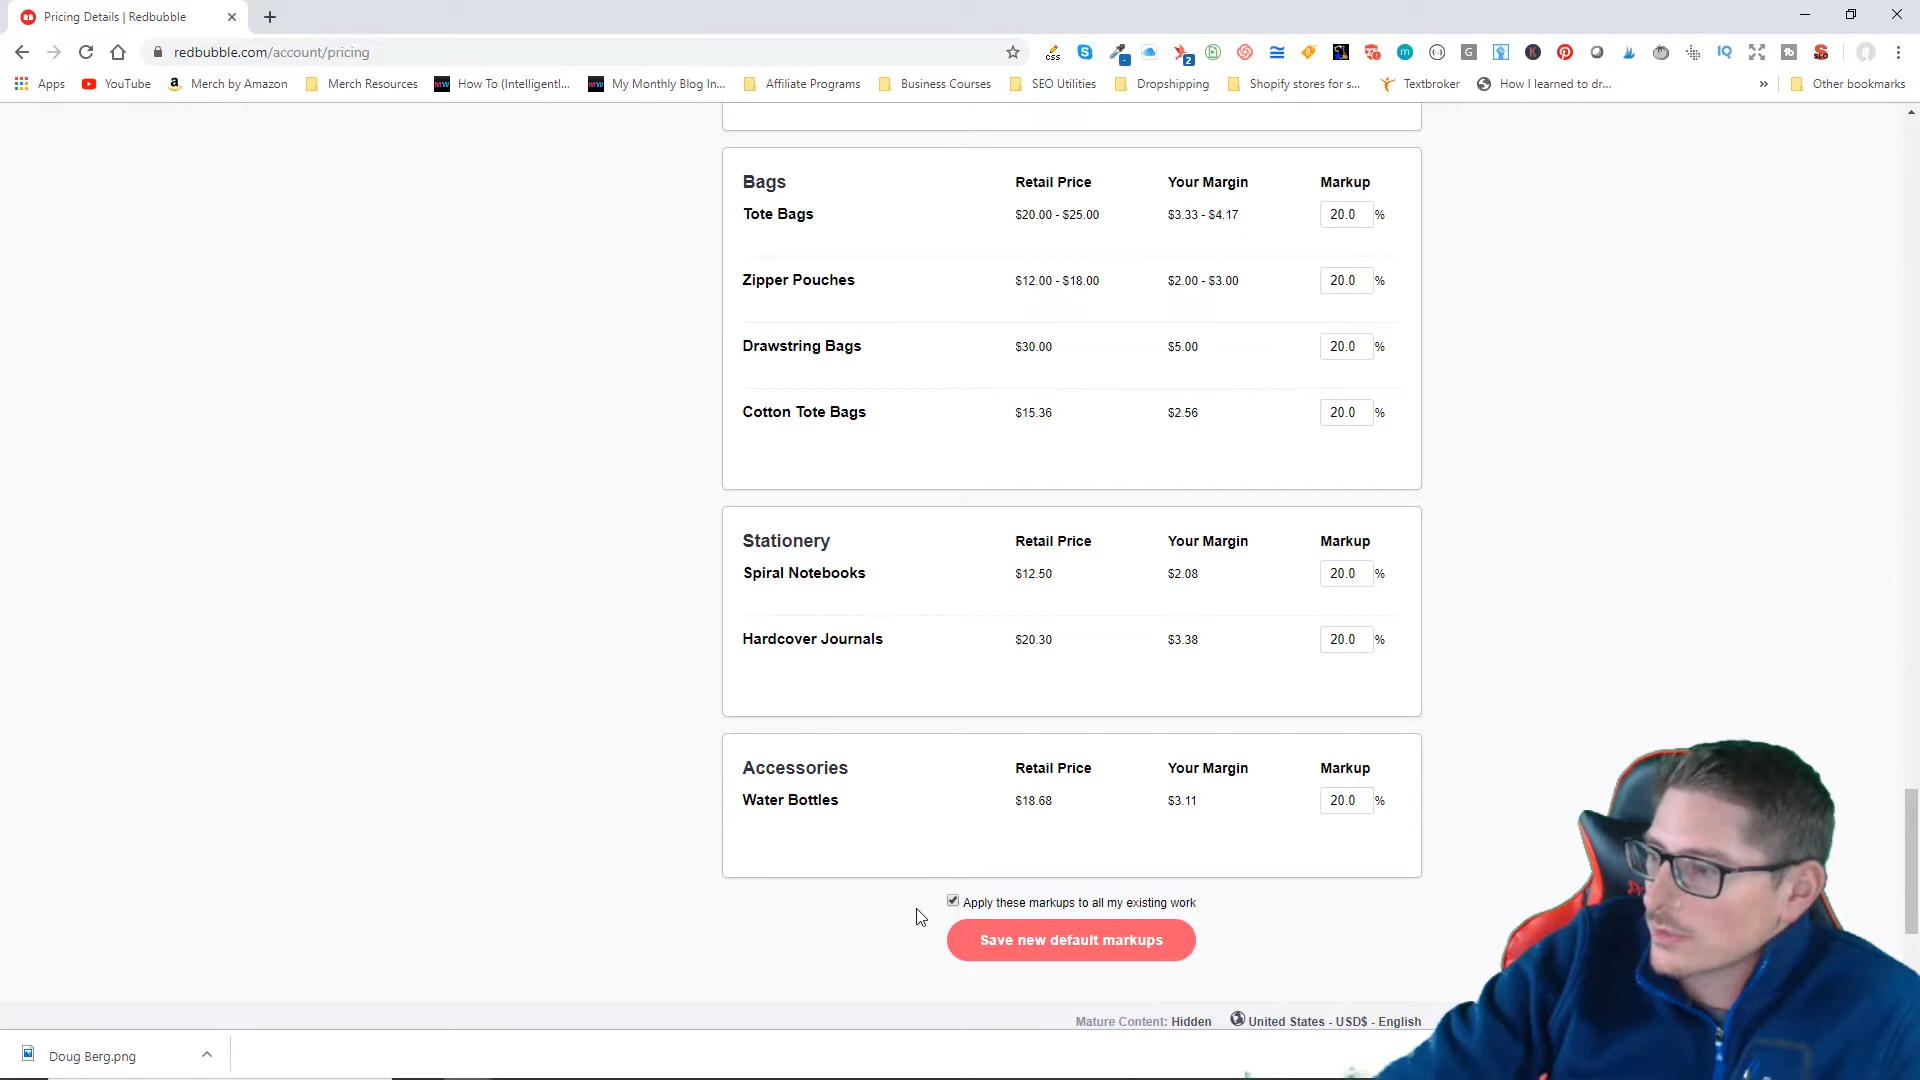 Pricing Details | Redbubble
redbubble.com/account/pricing
Apps YouTube Merch by Amazon Merch Resources How To (Intelligentl... My Monthly Blog In... Affiliate Programs Business Courses SEO Utilities Dropshipping Shopify stores for s... Textbroker How I learned to dr... » Other bookmarks
Bags Retail Price Your Margin Markup
Tote Bags $20.00 - $25.00 $3.33 - $4.17 20.0 %
Zipper Pouches $12.00 - $18.00 $2.00 - $3.00 20.0 %
Drawstring Bags $30.00 $5.00 20.0 %
Cotton Tote Bags $15.36 $2.56 20.0 %
Stationery Retail Price Your Margin Markup
Spiral Notebooks $12.50 $2.08 20.0 %
Hardcover Journals $20.30 $3.38 20.0 %
Accessories Retail Price Your Margin Markup
Water Bottles $18.68 $3.11 20.0 %
Apply these markups to all my existing work
Save new default markups
Mature Content: Hidden United States - USD$ - English
Doug Berg.png